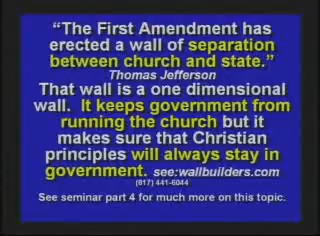 “The First Amendment has
erected a wall of separation
between church and state.”
Thomas Jefferson
That wall is a one dimensional
wall. It keeps government from
running the church but it
makes sure that Christian
principles will always stay in
government. see:wallbuilders.com
(817) 441-6044
See seminar part 4 for much more on this topic.